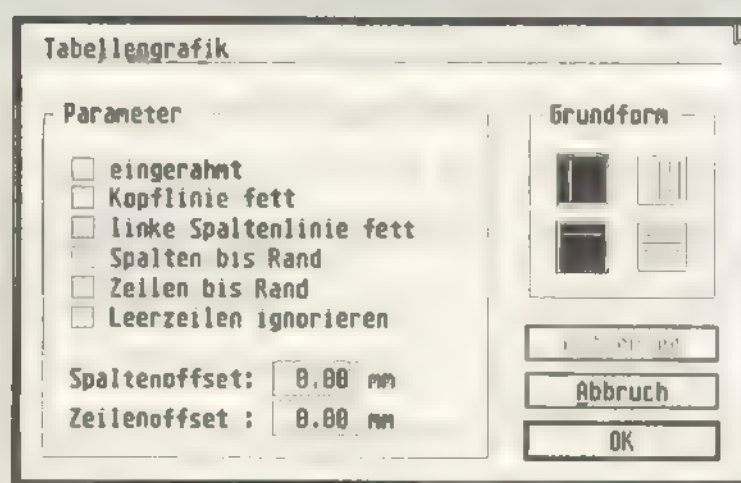 Tabellengrafik
Parameter
eingerahmt
Kopflinie fett
linke Spaltenlinie fett
Spalten bis Rand
Zeilen bis Rand
Leerzeilen ignorieren
Spaltenoffset: 0.00 mm
Zeilenoffset : 0.00 mm
Grundform
Abbruch
OK